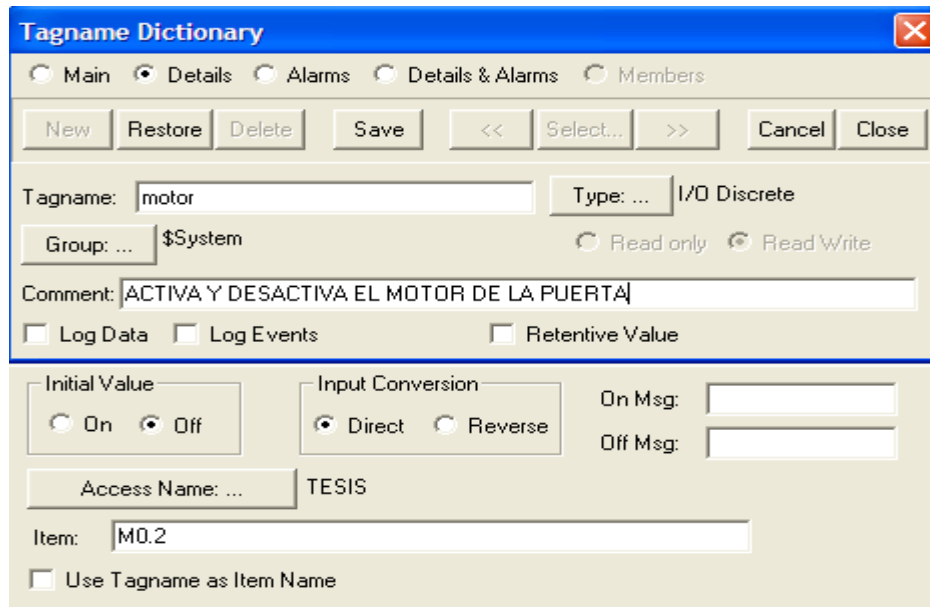 Tagname Dictionary
Main Details Alarms Details & Alarms Members
New Restore Delete Save << Select... >> Cancel Close
Tagname: motor Type: ... I/O Discrete
Group: ... $System Read only Read Write
Comment: ACTIVA Y DESACTIVA EL MOTOR DE LA PUERTA
Log Data Log Events Retentive Value
Initial Value Input Conversion On Msg:
On Off Direct Reverse Off Msg:
Access Name: ... TESIS
Item: M0.2
Use Tagname as Item Name